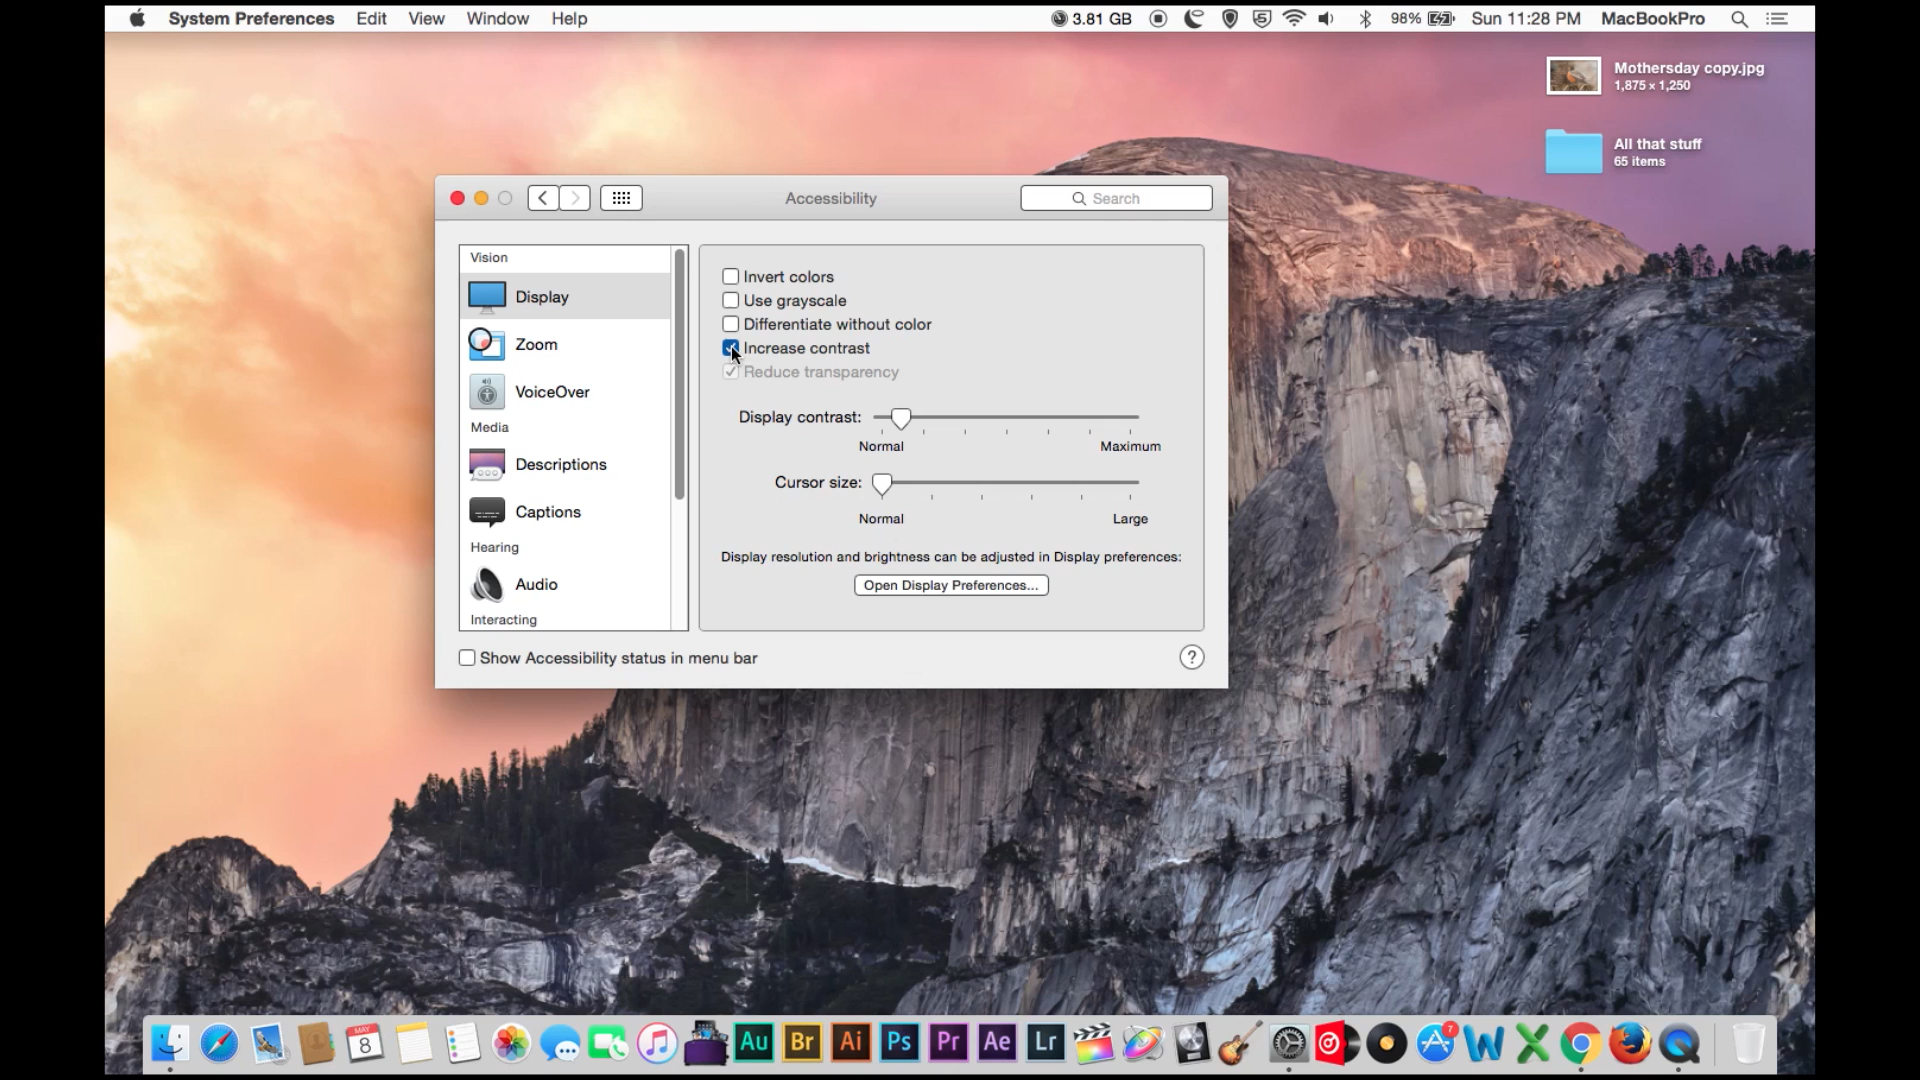 System Preferences Edit View Window Help
3.81 GB 5 98% Sun 11:28 PM MacBookPro
Mothersday copy.jpg
1,875 × 1,250
All that stuff
65 items
Accessibility
Search
Vision
Display
Zoom
VoiceOver
Media
Descriptions
Captions
Hearing
Audio
Interacting
Invert colors
Use grayscale
Differentiate without color
Increase contrast
Reduce transparency
Display contrast:
Normal Maximum
Cursor size:
Normal Large
Display resolution and brightness can be adjusted in Display preferences:
Open Display Preferences...
Show Accessibility status in menu bar
?
MAY
8
Au Br Ai Ps Pr Ae Lr
7